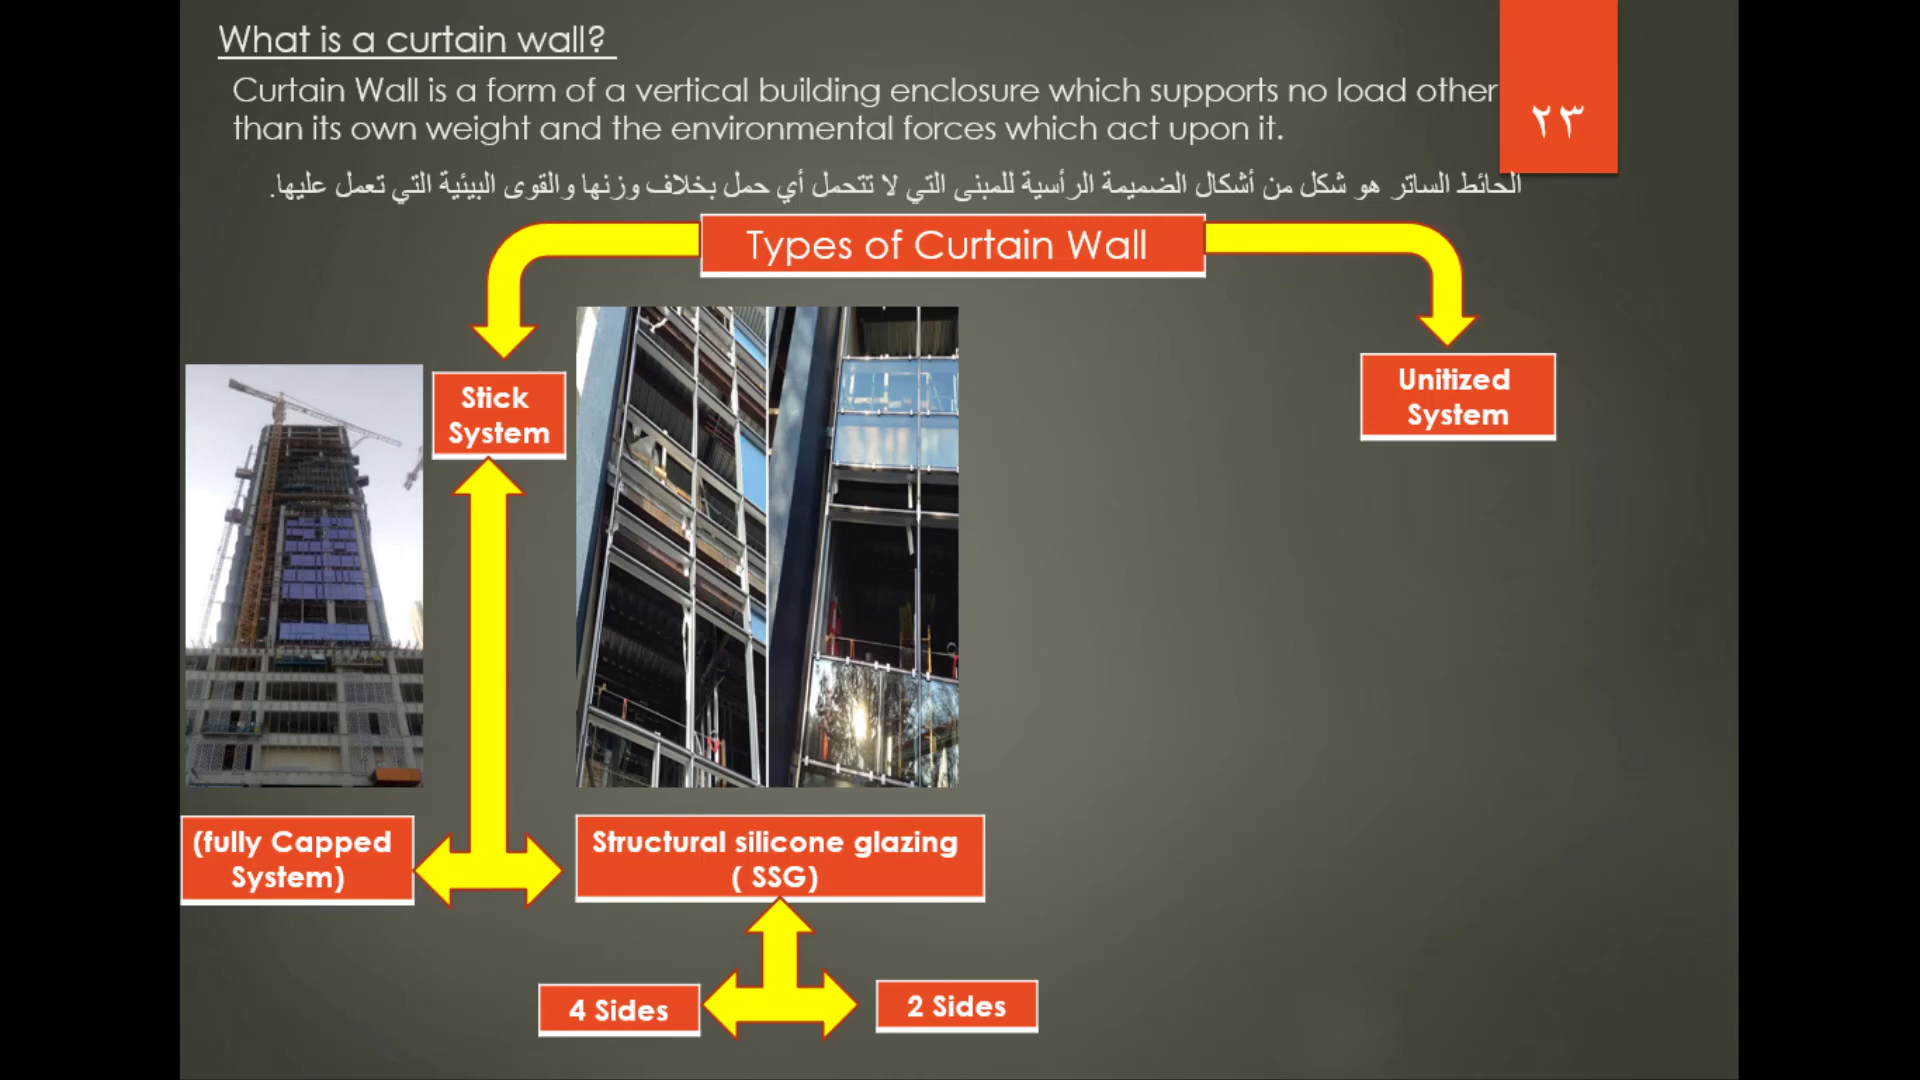 What is a curtain wall?
Curtain Wall is a form of a vertical building enclosure which supports no load other
than its own weight and the environmental forces which act upon it.
٢٣
الحائط الساتر هو شكل من أشكال الضميمة الرأسية للمبنى التي لا تتحمل أي حمل بخلاف وزنها والقوى البيئية التي تعمل عليها.
Types of Curtain Wall
Stick
System
Unitized
System
(fully Capped
System)
Structural silicone glazing
( SSG)
4 Sides
2 Sides